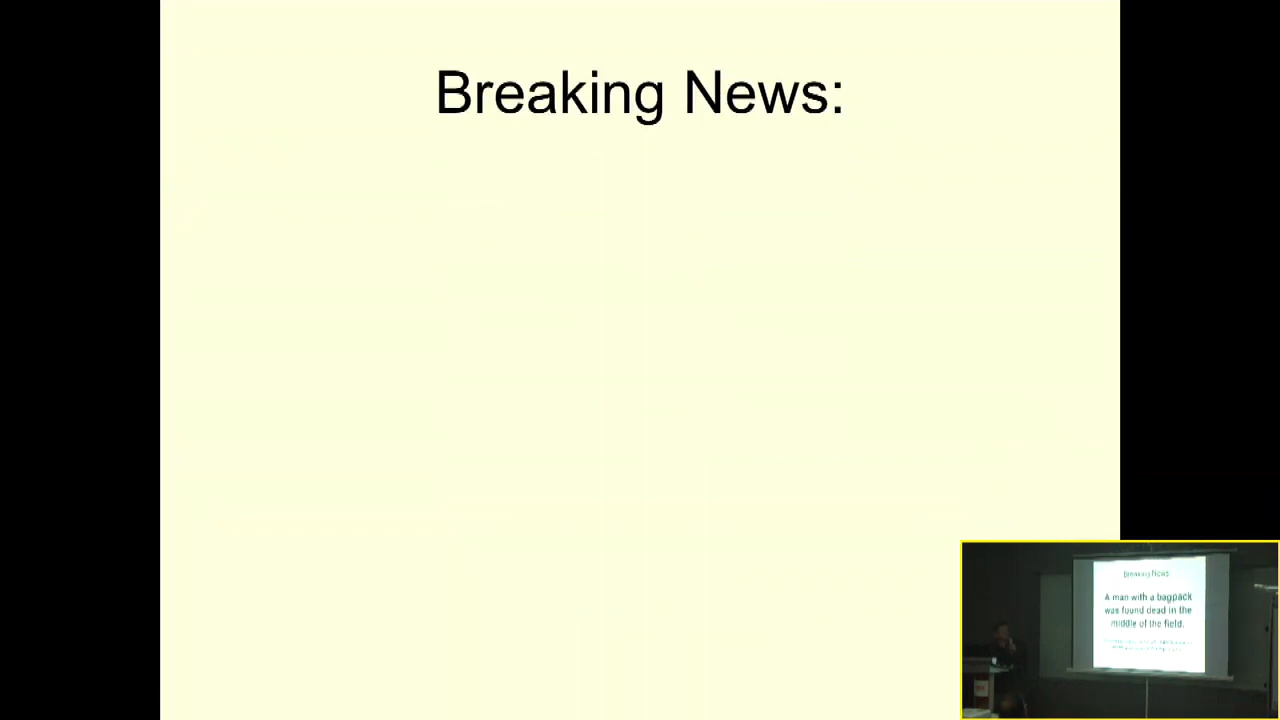 Breaking News:
Breaking News
A man with a bagpack
was found dead in the
middle of the field.